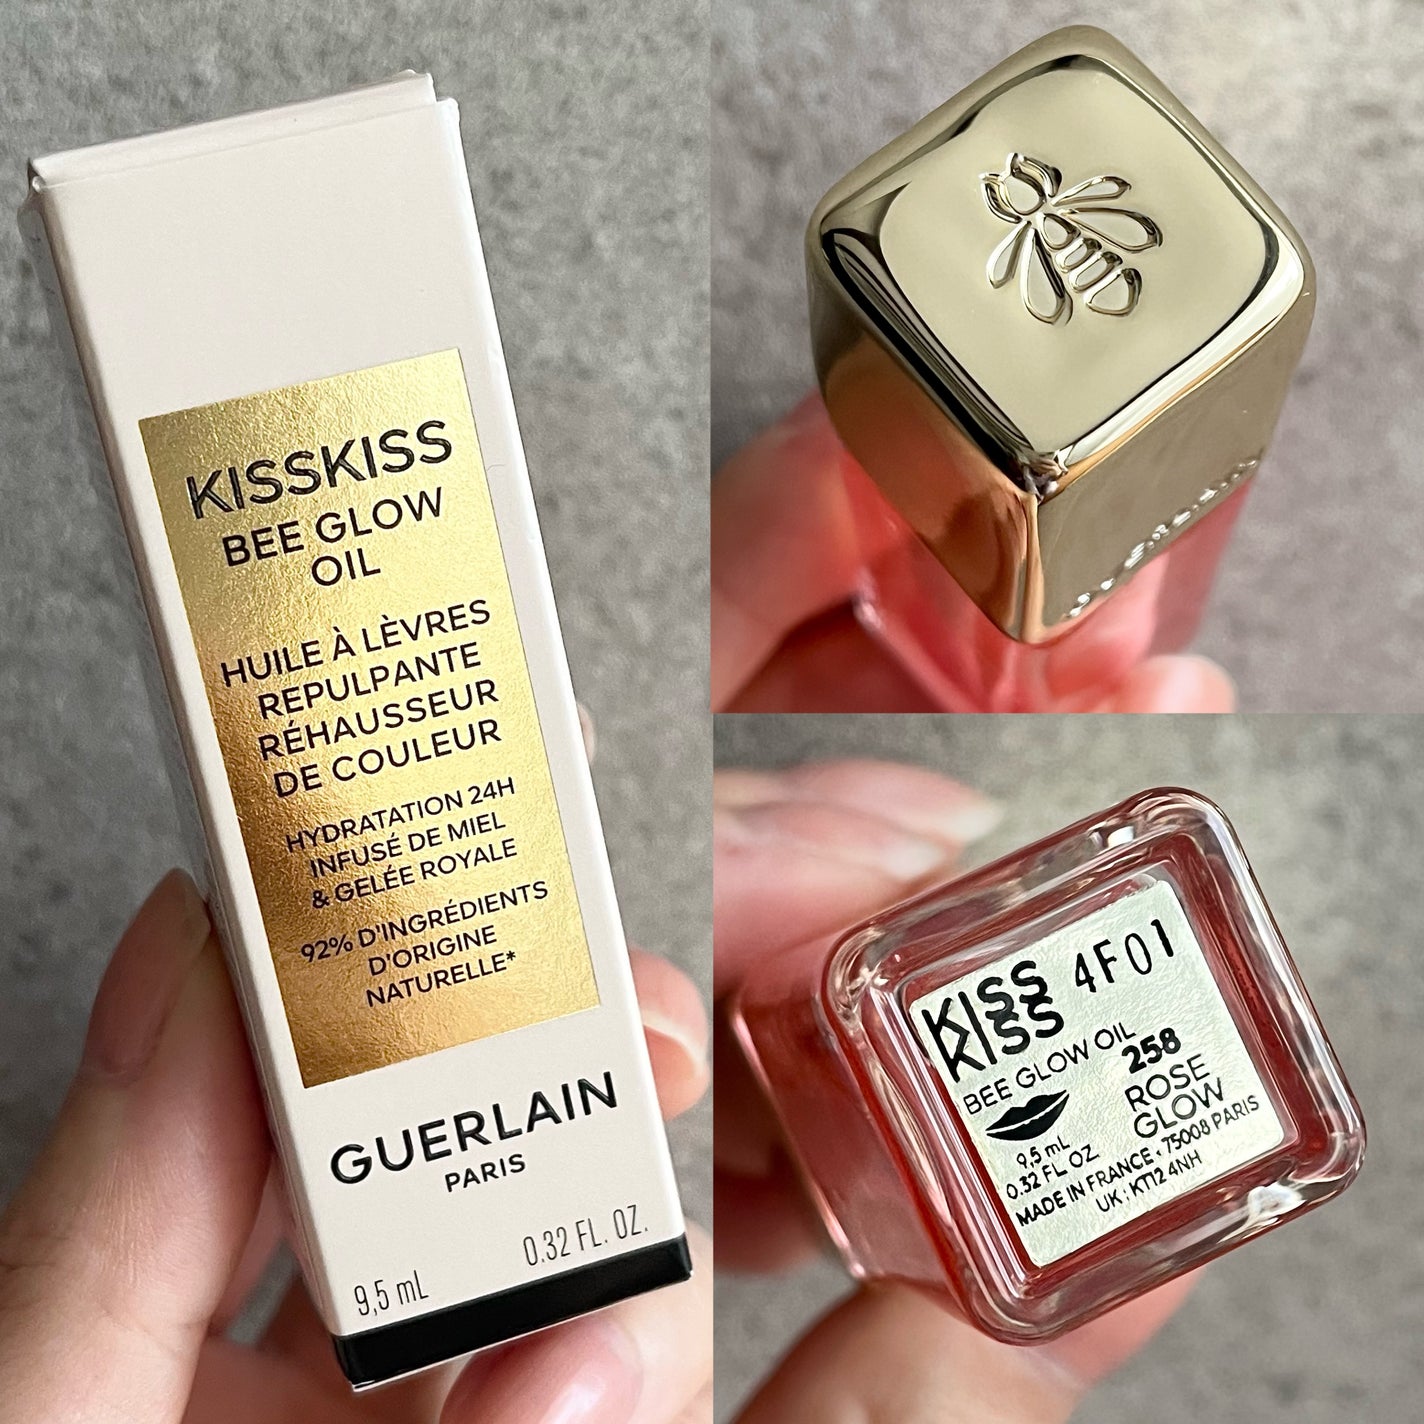 KISSKISS
BEE GLOW
OIL
HUILE À LÈVRES
REPULPANTE
RÉHAUSSEUR
DE COULEUR
HYDRATATION 24H
INFUSÉ DE MIEL
& GELÉE ROYALE
92% D'INGRÉDIENTS
D'ORIGINE
NATURELLE*
GUERLAIN
PARIS
9,5 mL 0.32 FL. OZ.
KISS
KISS
4F01
BEE GLOW OIL
258
ROSE
GLOW
9,5 mL
0.32 FL OZ
MADE IN FRANCE • 75008 PARIS
UK : KT12 4NH